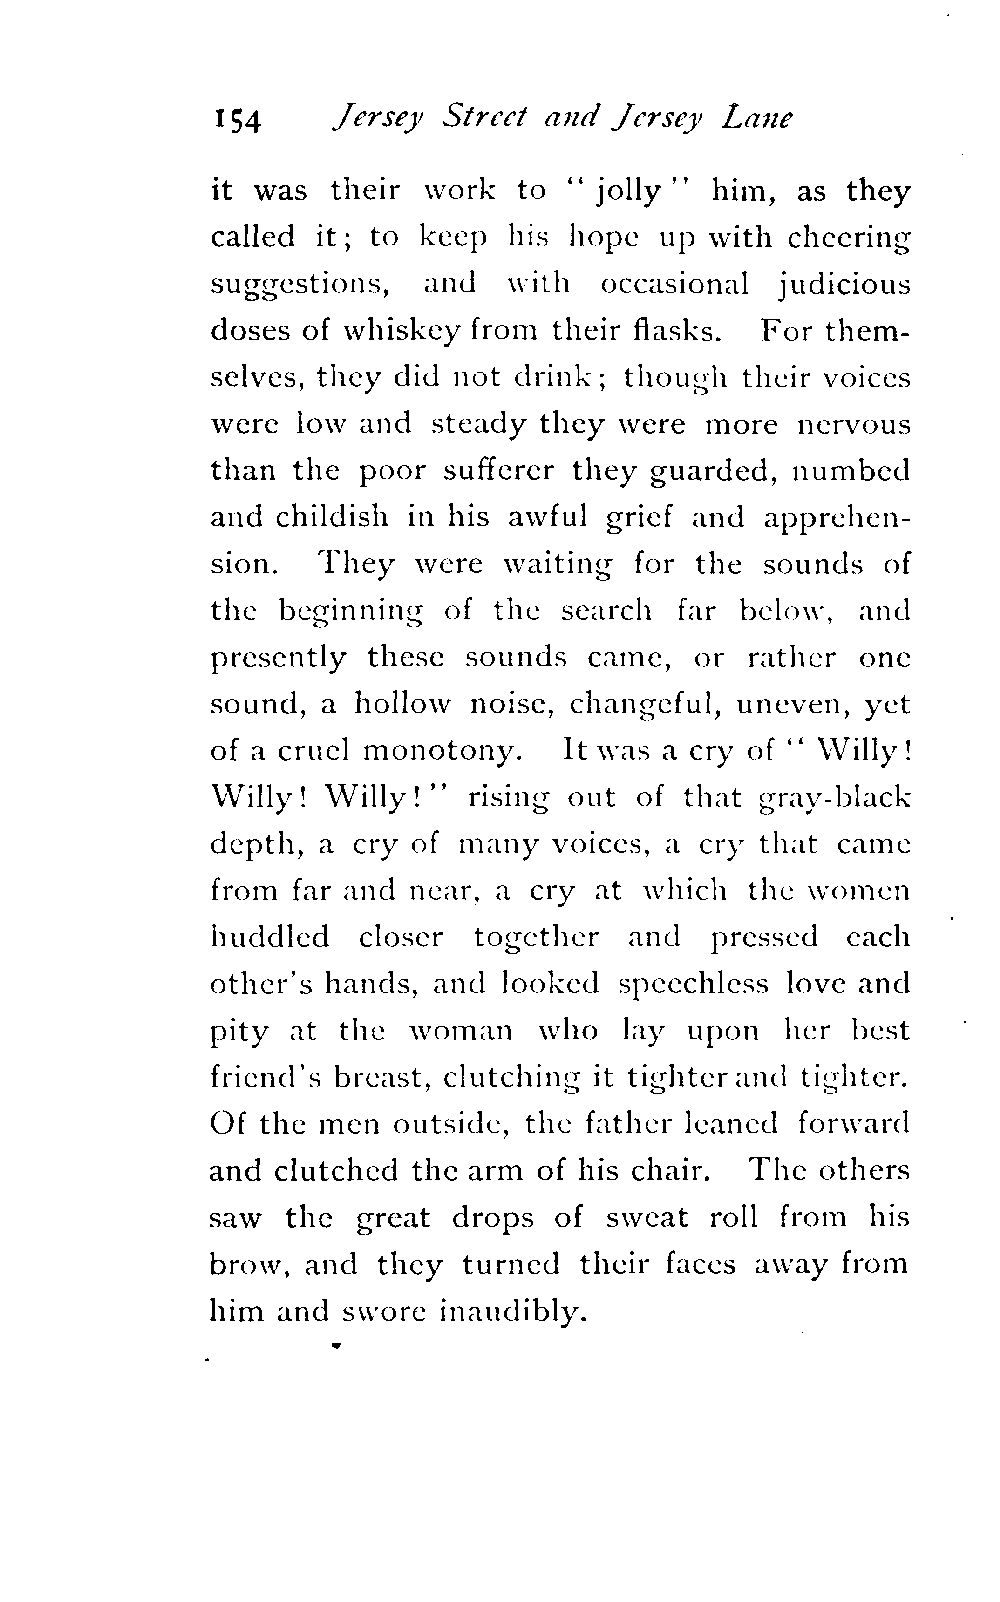 154 Jersey Street and Jersey Lane
it was their work to “ jolly ” him, as they
called it ; to keep his hope up with cheering
suggestions, and with occasional judicious
doses of whiskey from their flasks. For them-
selves, they did not drink ; though their voices
were low and steady they were more nervous
than the poor sufferer they guarded, numbed
and childish in his awful grief and apprehen-
sion. They were waiting for the sounds of
the beginning of the search far below, and
presently these sounds came, or rather one
sound, a hollow noise, changeful, uneven, yet
of a cruel monotony. It was a cry of “ Willy !
Willy ! Willy ! ” rising out of that gray-black
depth, a cry of many voices, a cry that came
from far and near, a cry at which the women
huddled closer together and pressed each
other’s hands, and looked speechless love and
pity at the woman who lay upon her best
friend’s breast, clutching it tighter and tighter.
Of the men outside, the father leaned forward
and clutched the arm of his chair. The others
saw the great drops of sweat roll from his
brow, and they turned their faces away from
him and swore inaudibly.